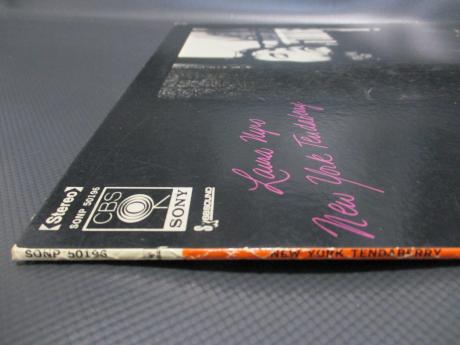 Laura Nyro
New York Tendaberry
【Stereo】
SONP 50196
CBS
SONY
SONP 50196
NEW YORK TENDABERRY